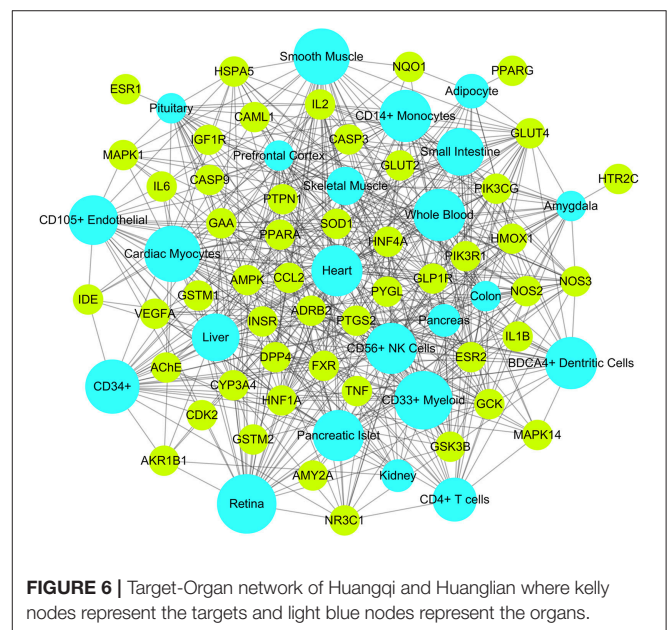 Smooth Muscle
HSPA5
NQO1
PPARG
ESR1
Adipocyte
Pituitary
IL2
CAML1
CD14+ Monocytes
GLUT4
IGF1R
CASP3
MAPK1
Prefrontal Cortex
GLUT2
Small Intestine
HTR2C
IL6
CASP9
Skeletal Muscle
PIK3CG
PTPN1
Amygdala
CD105+ Endothelial
GAA
SOD1
Whole Blood
PPARA
HNF4A
HMOX1
Cardiac Myocytes
PIK3R1
Heart
AMPK
CCL2
GLP1R
NOS3
GSTM1
PYGL
Colon
NOS2
IDE
VEGFA
ADRB2
INSR
PTGS2
Pancreas
Liver
CD56+ NK Cells
IL1B
DPP4
FXR
ESR2
BDCA4+ Dentritic Cells
AChE
CD34+
CYP3A4
TNF
HNF1A
CD33+ Myeloid
GCK
CDK2
GSTM2
Pancreatic Islet
MAPK14
GSK3B
AKR1B1
AMY2A
Kidney
Retina
CD4+ T cells
NR3C1
FIGURE 6 | Target-Organ network of Huangqi and Huanglian where kelly
nodes represent the targets and light blue nodes represent the organs.